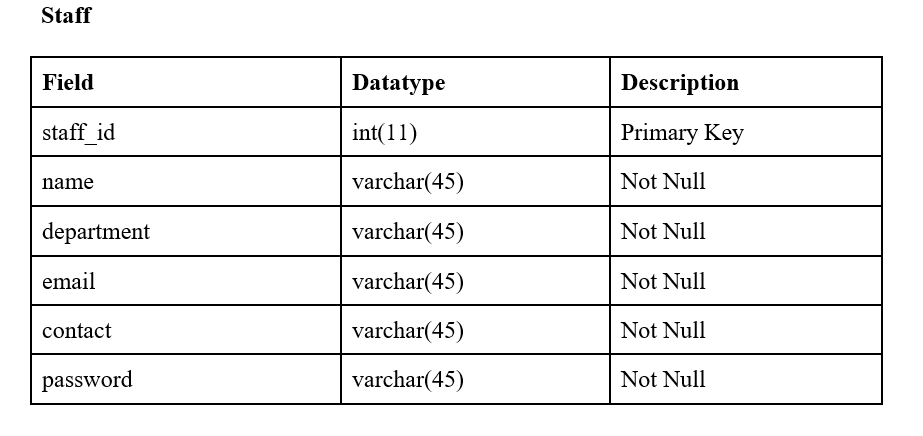 Staff
Field Datatype Description
staff_id int(11) Primary Key
name varchar(45) Not Null
department varchar(45) Not Null
email varchar(45) Not Null
contact varchar(45) Not Null
password varchar(45) Not Null